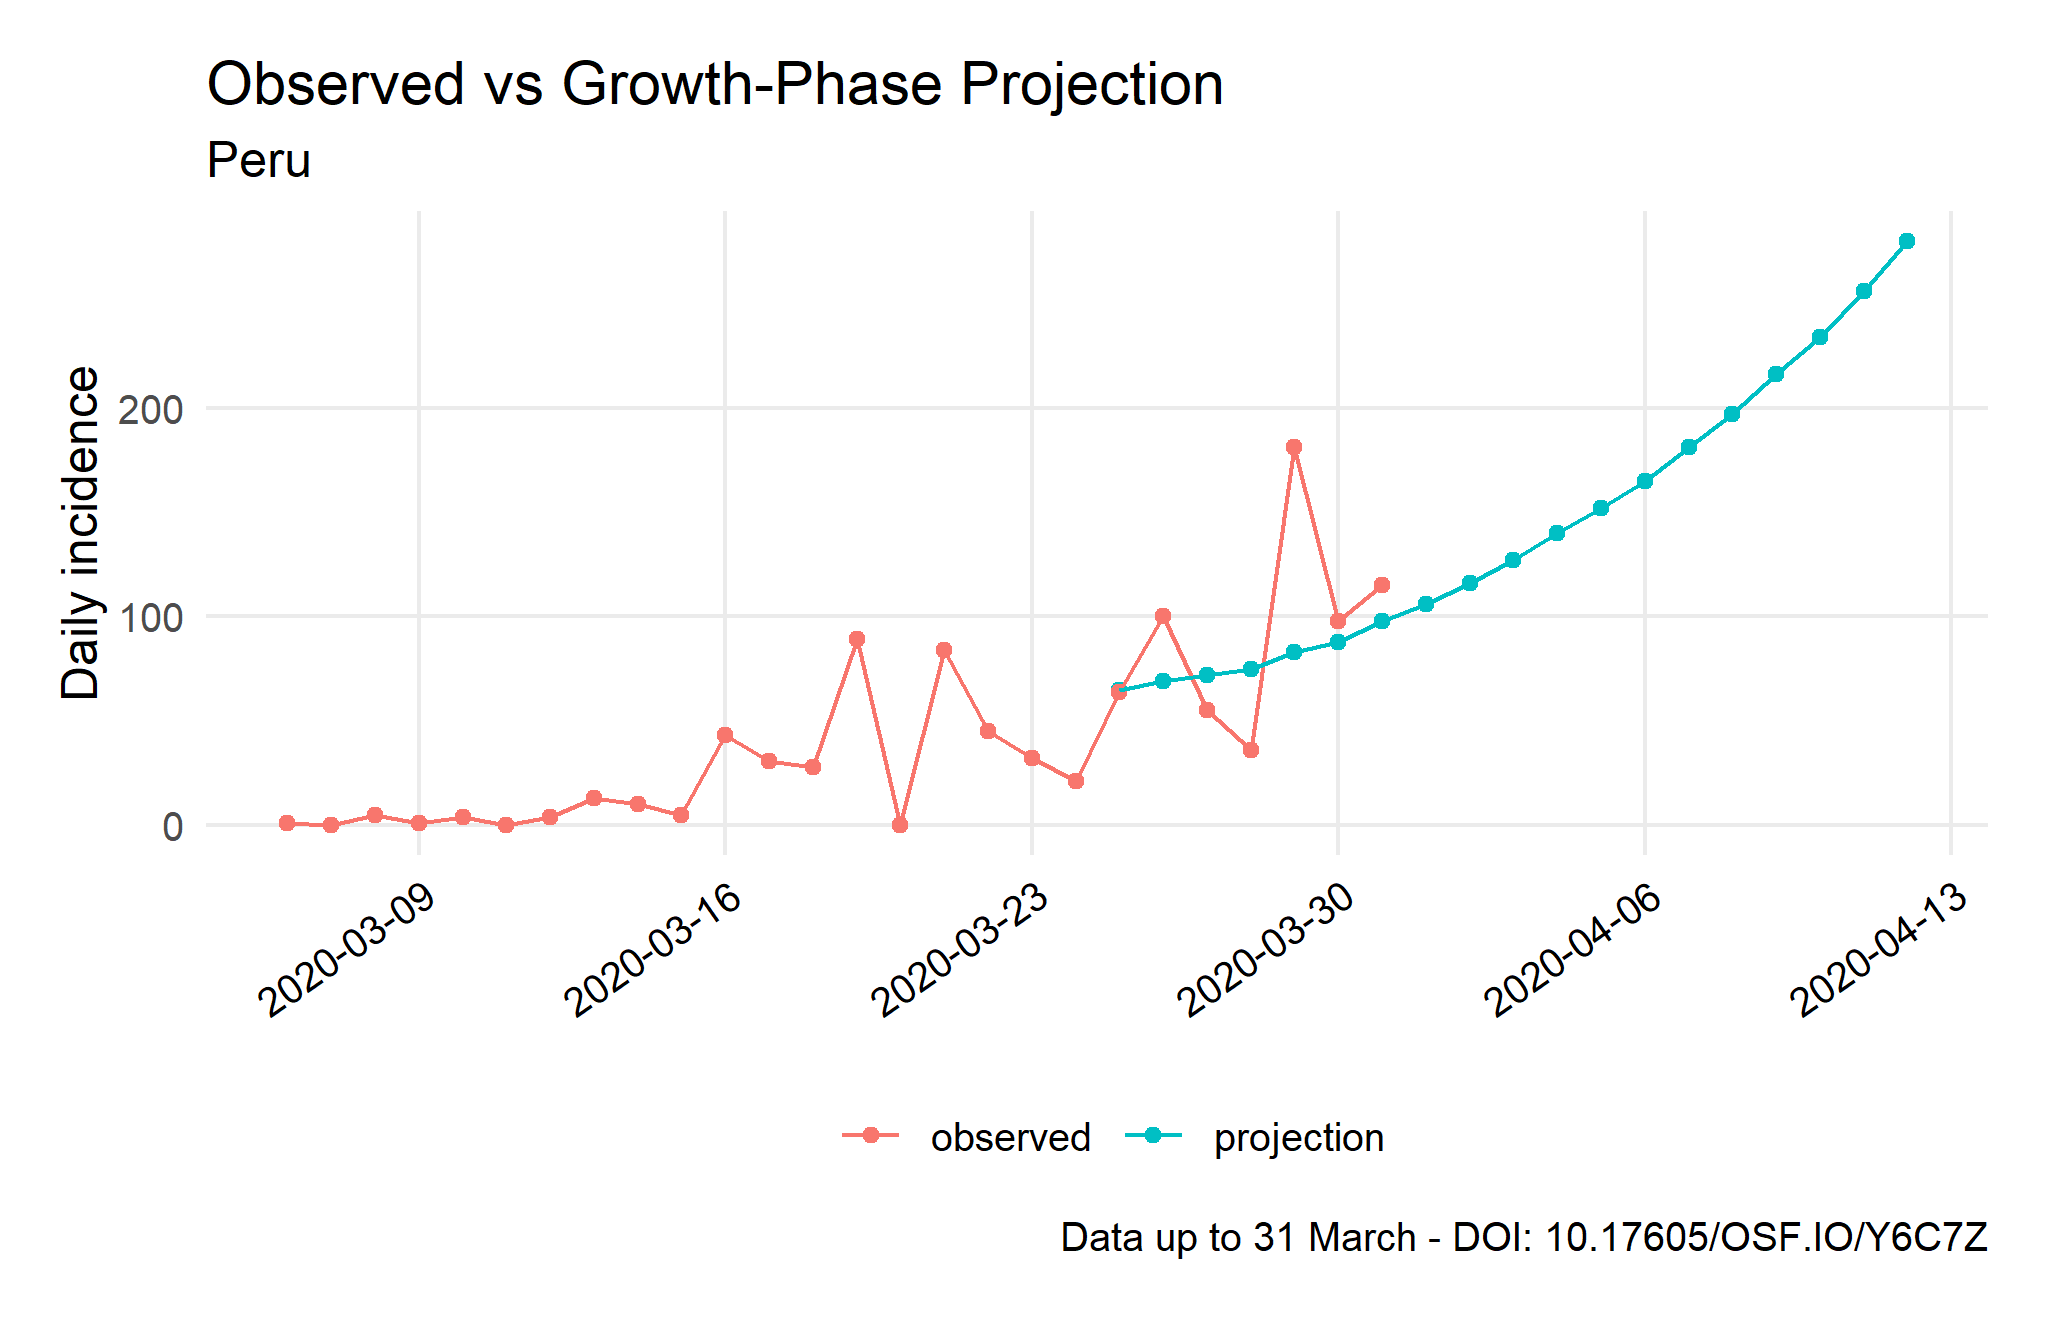 Observed vs Growth-Phase Projection
Peru
Daily incidence
200
100
0
2020-03-09
2020-03-16
2020-03-23
2020-03-30
2020-04-06
2020-04-13
observed
projection
Data up to 31 March - DOI: 10.17605/OSF.IO/Y6C7Z